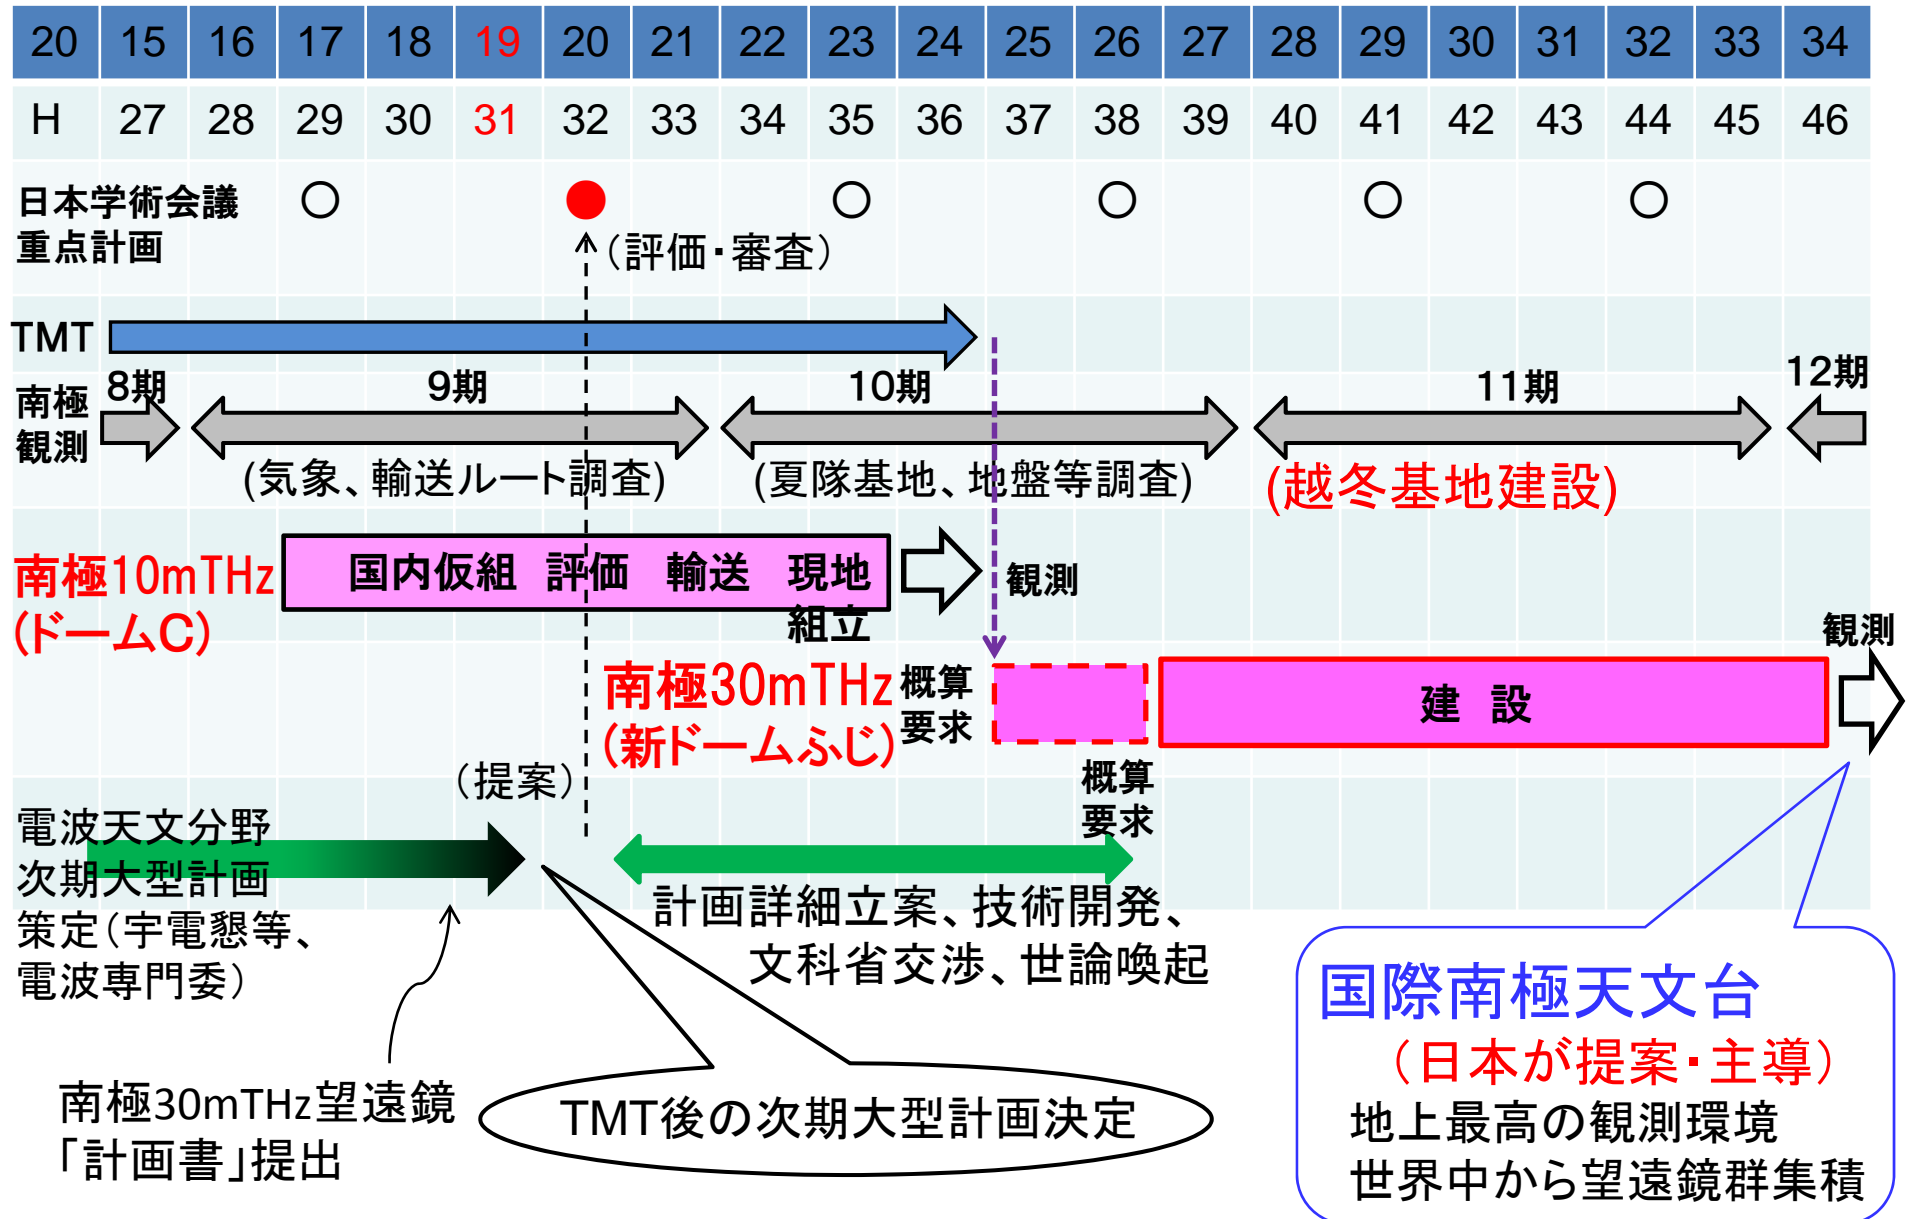 20 15 16 17 18 19 20 21 22 23 24 25 26 27 28 29 30 31 32 33 34
H 27 28 29 30 31 32 33 34 35 36 37 38 39 40 41 42 43 44 45 46
日本学術会議
重点計画
（評価・審査）
TMT
南極
観測
8期
9期
10期
11期
12期
(気象、輸送ルート調査)
(夏隊基地、地盤等調査)
(越冬基地建設)
南極10mTHz
(ドームC)
国内仮組 評価 輸送 現地
組立
観測
南極30mTHz
(新ドームふじ)
概算
要求
建 設
観測
概算
要求
（提案）
電波天文分野
次期大型計画
策定（宇電懇等、
電波専門委）
計画詳細立案、技術開発、
文科省交渉、世論喚起
南極30mTHz望遠鏡
「計画書」提出
TMT後の次期大型計画決定
国際南極天文台
（日本が提案・主導）
地上最高の観測環境
世界中から望遠鏡群集積